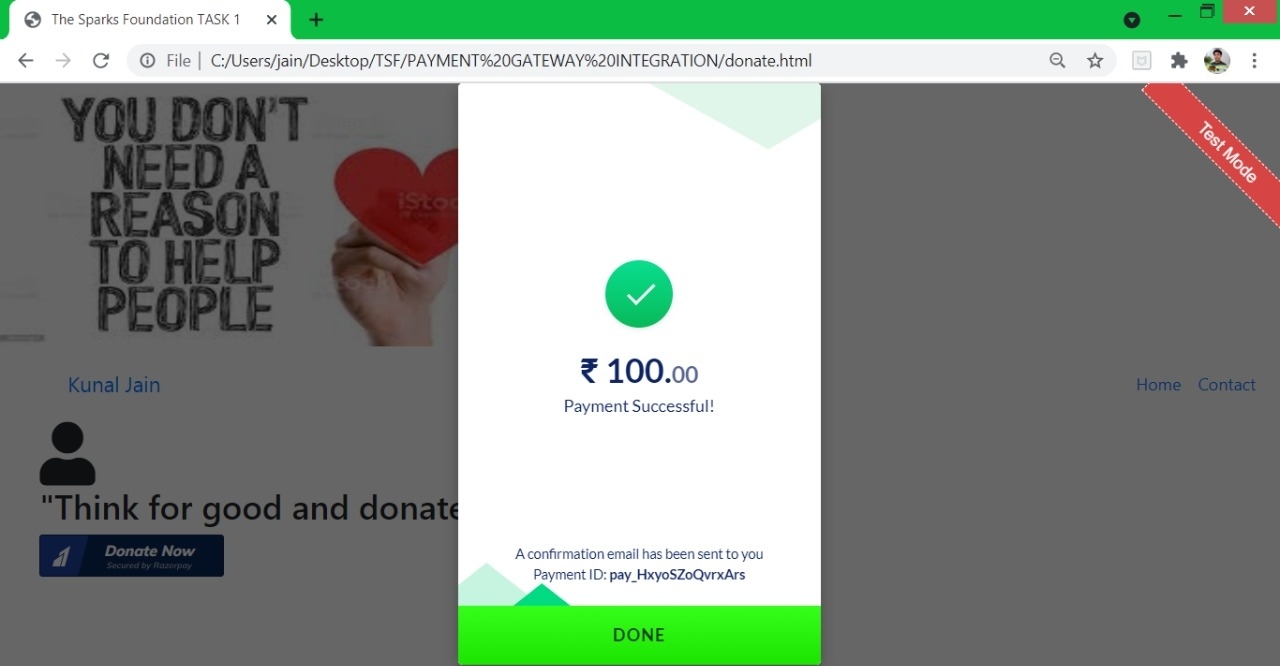 The Sparks Foundation TASK 1
File | C:/Users/jain/Desktop/TSF/PAYMENT%20GATEWAY%20INTEGRATION/donate.html
Test Mode
YOU DON'T
NEED A
REASON
TO HELP
PEOPLE
Kunal Jain
Home Contact
"Think for good and donate
Donate Now
Secured by Razorpay
₹ 100.00
Payment Successful!
A confirmation email has been sent to you
Payment ID: pay_HxyoSZoQvrxArs
DONE